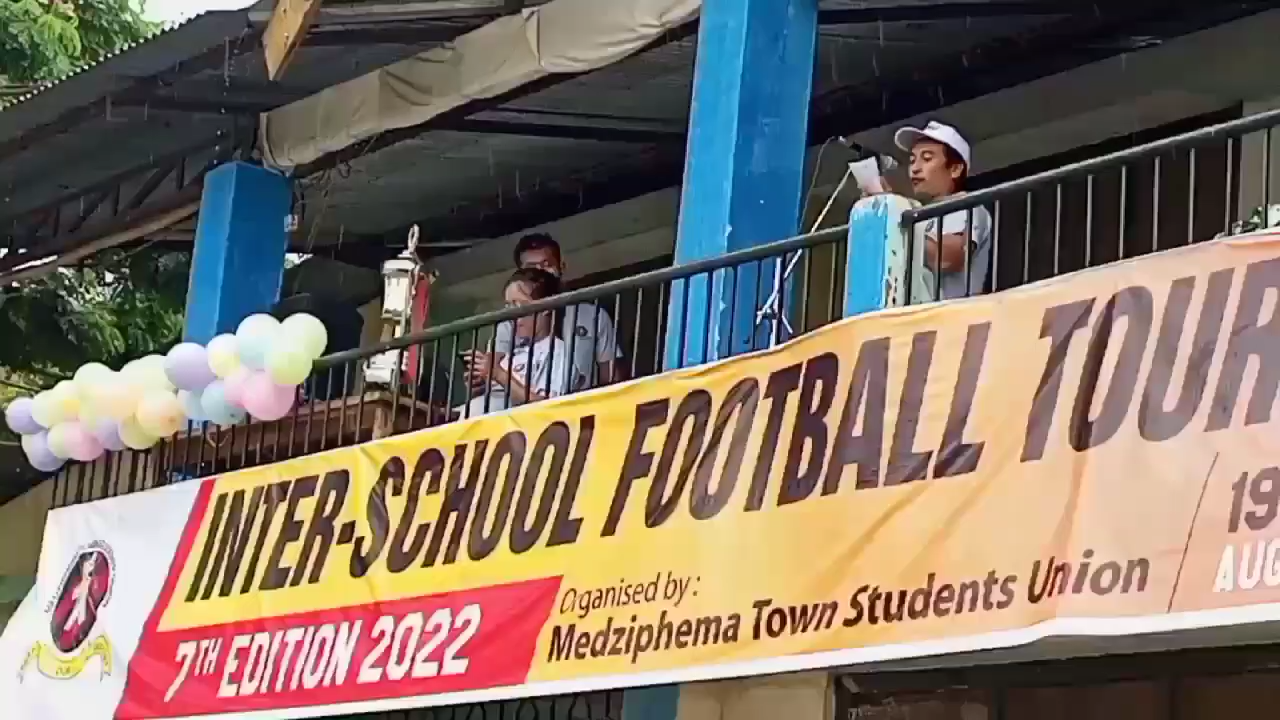 INTER-SCHOOL FOOTBALL TOUR
7TH EDITION 2022
Organised by :
Medziphema Town Students Union
19
AUG